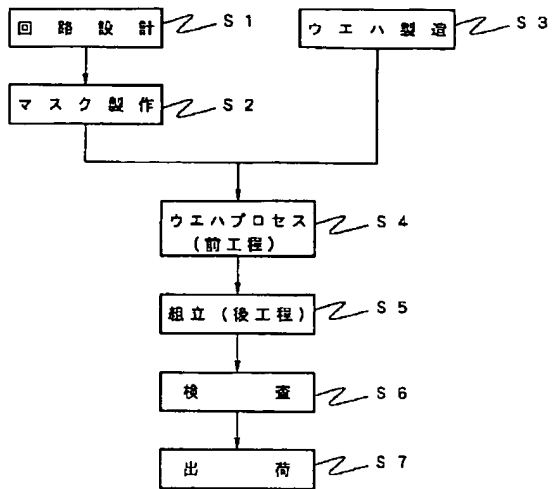 回路設計 S1
ウエハ製造 S3
マスク製作 S2
ウエハプロセス
(前工程) S4
組立(後工程) S5
検査 S6
出荷 S7